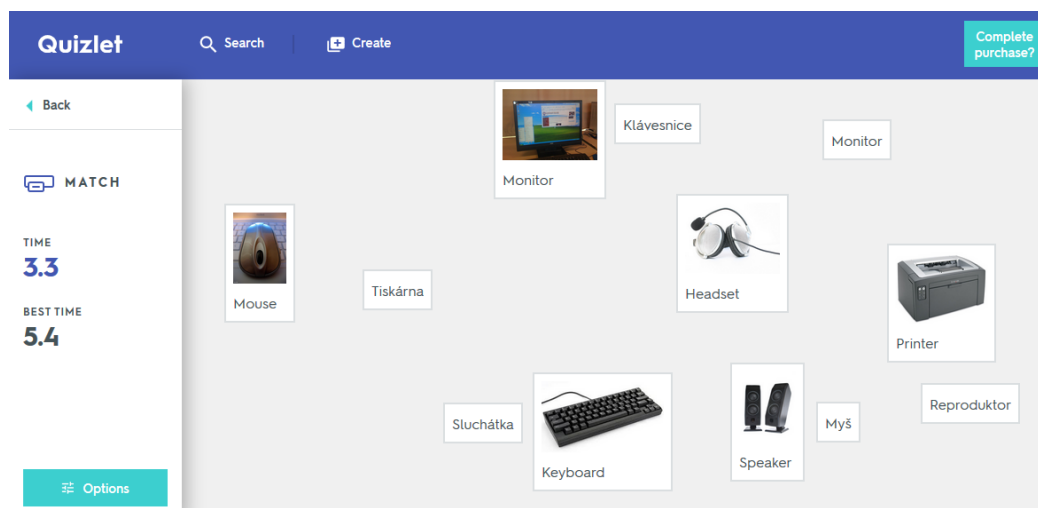 Quizlet
Search
Create
Complete
purchase?
Back
MATCH
TIME
3.3
BEST TIME
5.4
Options
Monitor
Klávesnice
Monitor
Mouse
Tiskárna
Headset
Printer
Sluchátka
Keyboard
Speaker
Myš
Reproduktor